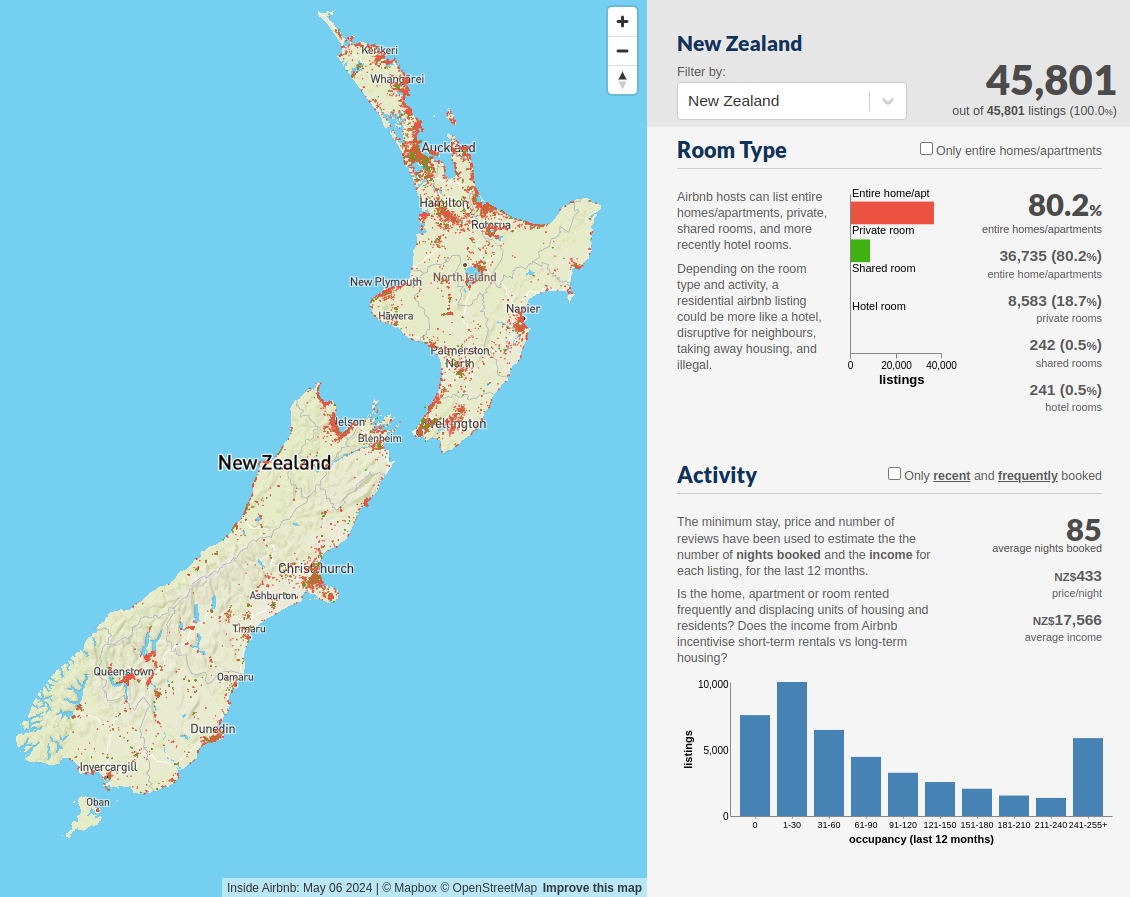 Kerikeri
Whangārei
Auckland
Hamilton
Rotorua
New Plymouth
North Island
Hāwera
Napier
Palmerston
North
Nelson
Wellington
Blenheim
New Zealand
Christchurch
Ashburton
Timaru
Queenstown
Oamaru
Dunedin
Invercargill
Oban
Inside Airbnb: May 06 2024 | © Mapbox © OpenStreetMap Improve this map
New Zealand
Filter by:
New Zealand
45,801
out of 45,801 listings (100.0%)
Room Type
Only entire homes/apartments
Airbnb hosts can list entire
homes/apartments, private,
shared rooms, and more
recently hotel rooms.
Depending on the room
type and activity, a
residential airbnb listing
could be more like a hotel,
disruptive for neighbours,
taking away housing, and
illegal.
Entire home/apt
Private room
Shared room
Hotel room
0 20,000 40,000
listings
80.2%
entire homes/apartments
36,735 (80.2%)
entire home/apartments
8,583 (18.7%)
private rooms
242 (0.5%)
shared rooms
241 (0.5%)
hotel rooms
Activity
Only recent and frequently booked
The minimum stay, price and number of
reviews have been used to estimate the the
number of nights booked and the income for
each listing, for the last 12 months.
Is the home, apartment or room rented
frequently and displacing units of housing and
residents? Does the income from Airbnb
incentivise short-term rentals vs long-term
housing?
85
average nights booked
NZ$433
price/night
NZ$17,566
average income
10,000
5,000
0
listings
0 1-30 31-60 61-90 91-120 121-150 151-180 181-210 211-240 241-255+
occupancy (last 12 months)